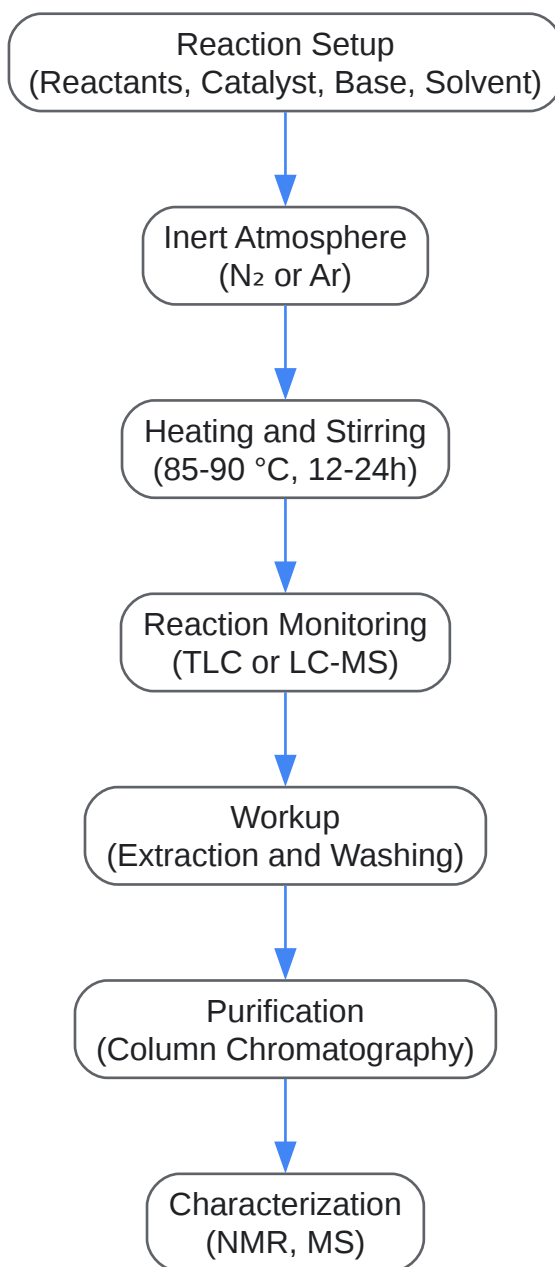 Reaction Setup
(Reactants, Catalyst, Base, Solvent)
Inert Atmosphere
(N₂ or Ar)
Heating and Stirring
(85-90 °C, 12-24h)
Reaction Monitoring
(TLC or LC-MS)
Workup
(Extraction and Washing)
Purification
(Column Chromatography)
Characterization
(NMR, MS)